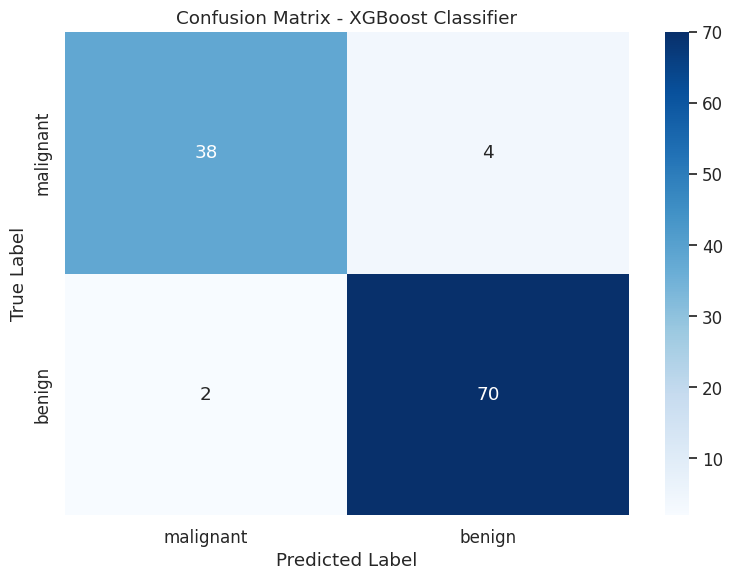 Confusion Matrix - XGBoost Classifier
True Label
malignant
benign
38
4
2
70
malignant
benign
Predicted Label
70
60
50
40
30
20
10